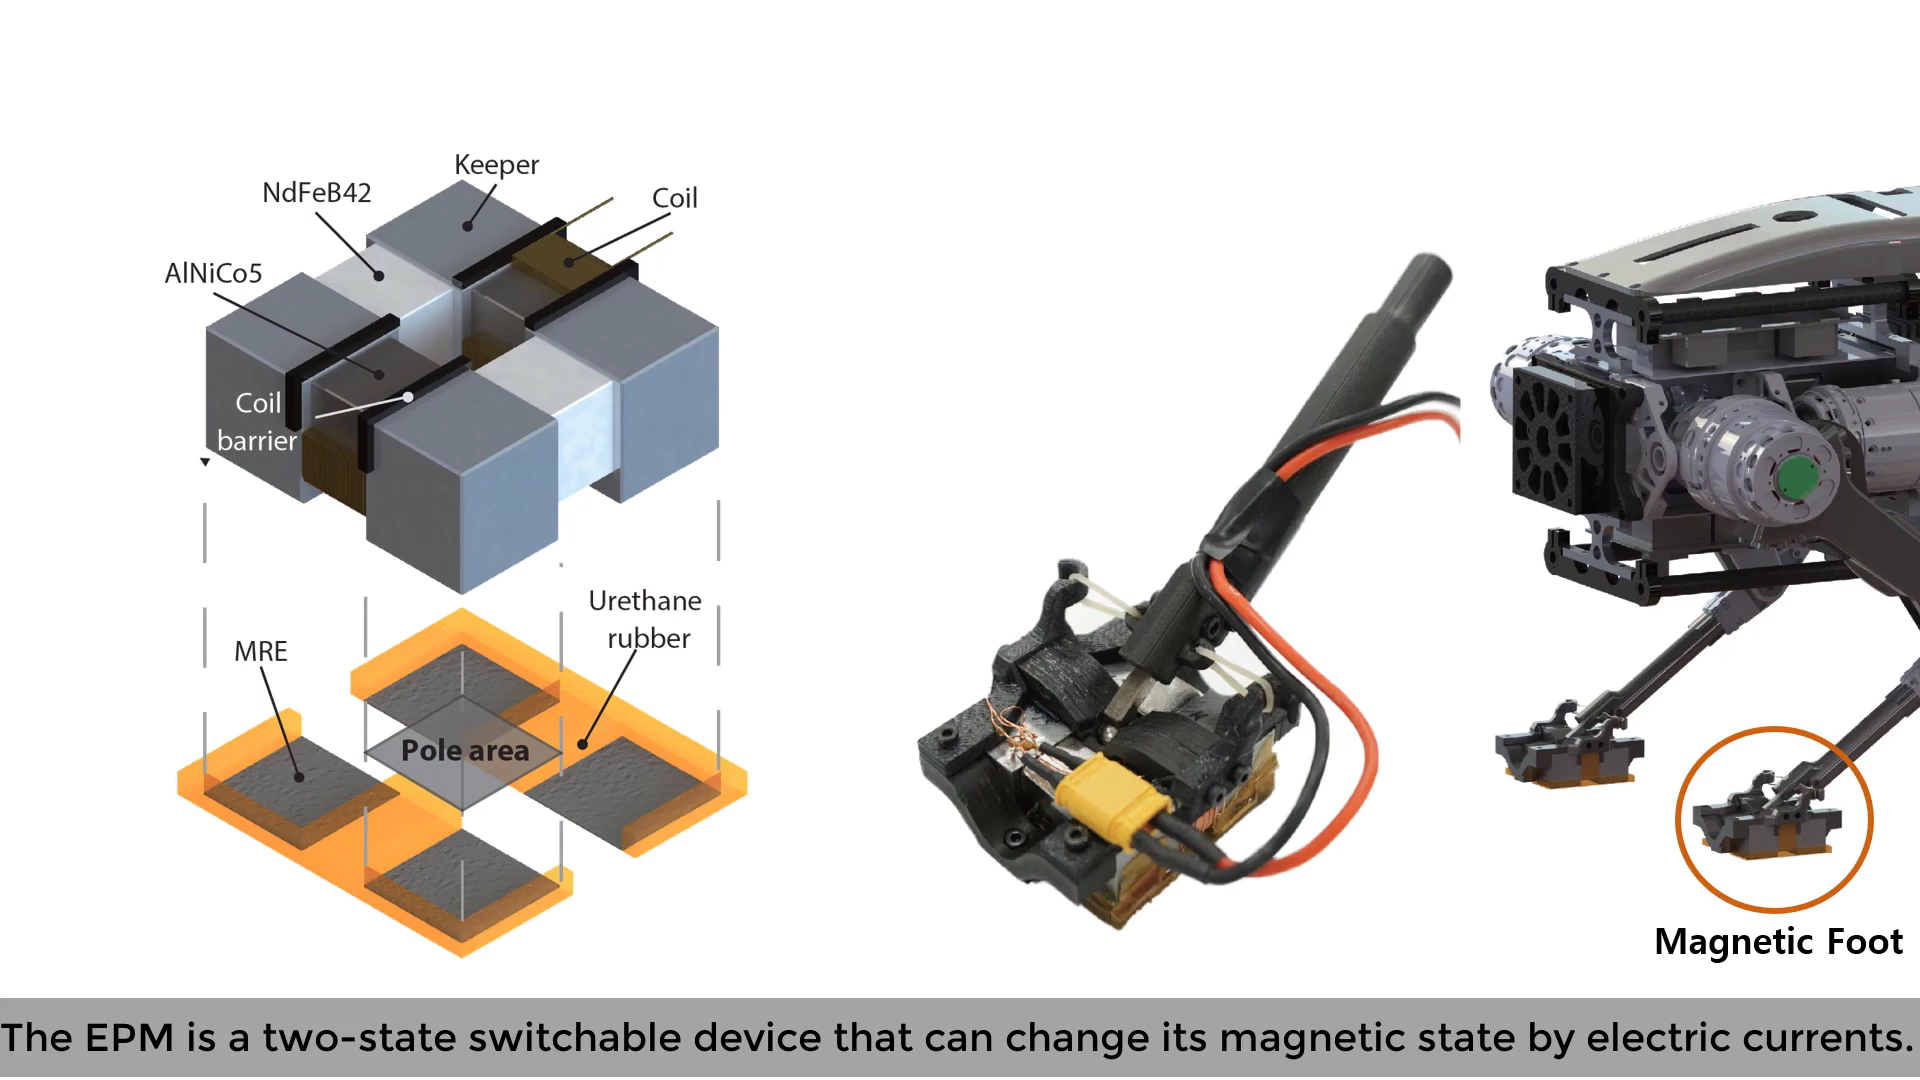 Keeper
NdFeB42
Coil
AlNiCo5
Coil
barrier
Urethane
rubber
MRE
Pole area
Magnetic Foot
The EPM is a two-state switchable device that can change its magnetic state by electric currents.